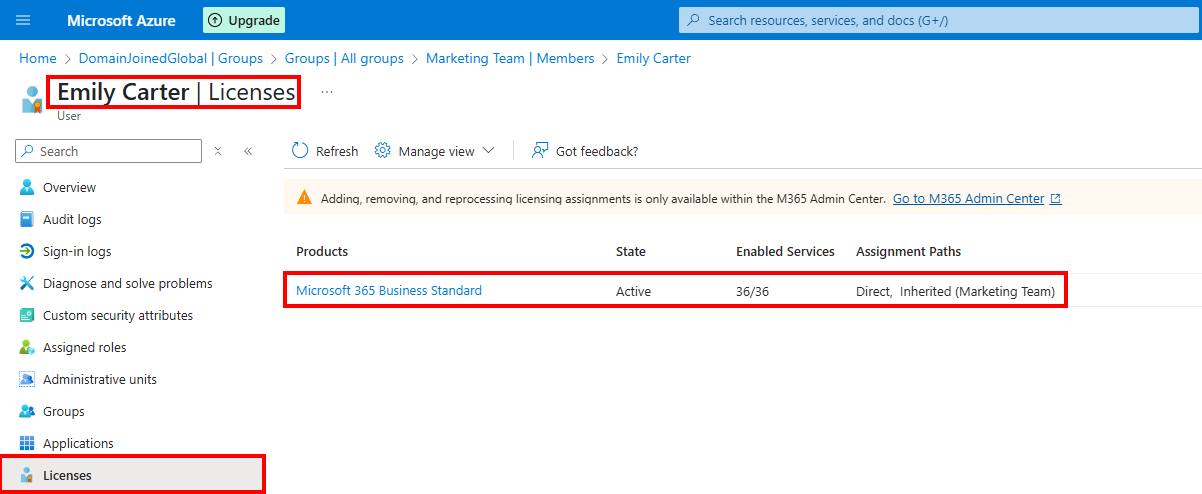 Microsoft Azure Upgrade Search resources, services, and docs (G+/)
Home > DomainJoinedGlobal | Groups > Groups | All groups > Marketing Team | Members > Emily Carter
Emily Carter | Licenses ...
User
Search
Refresh Manage view Got feedback?
Overview
Audit logs
Sign-in logs
Diagnose and solve problems
Custom security attributes
Assigned roles
Administrative units
Groups
Applications
Licenses
Adding, removing, and reprocessing licensing assignments is only available within the M365 Admin Center. Go to M365 Admin Center
Products State Enabled Services Assignment Paths
Microsoft 365 Business Standard Active 36/36 Direct, Inherited (Marketing Team)